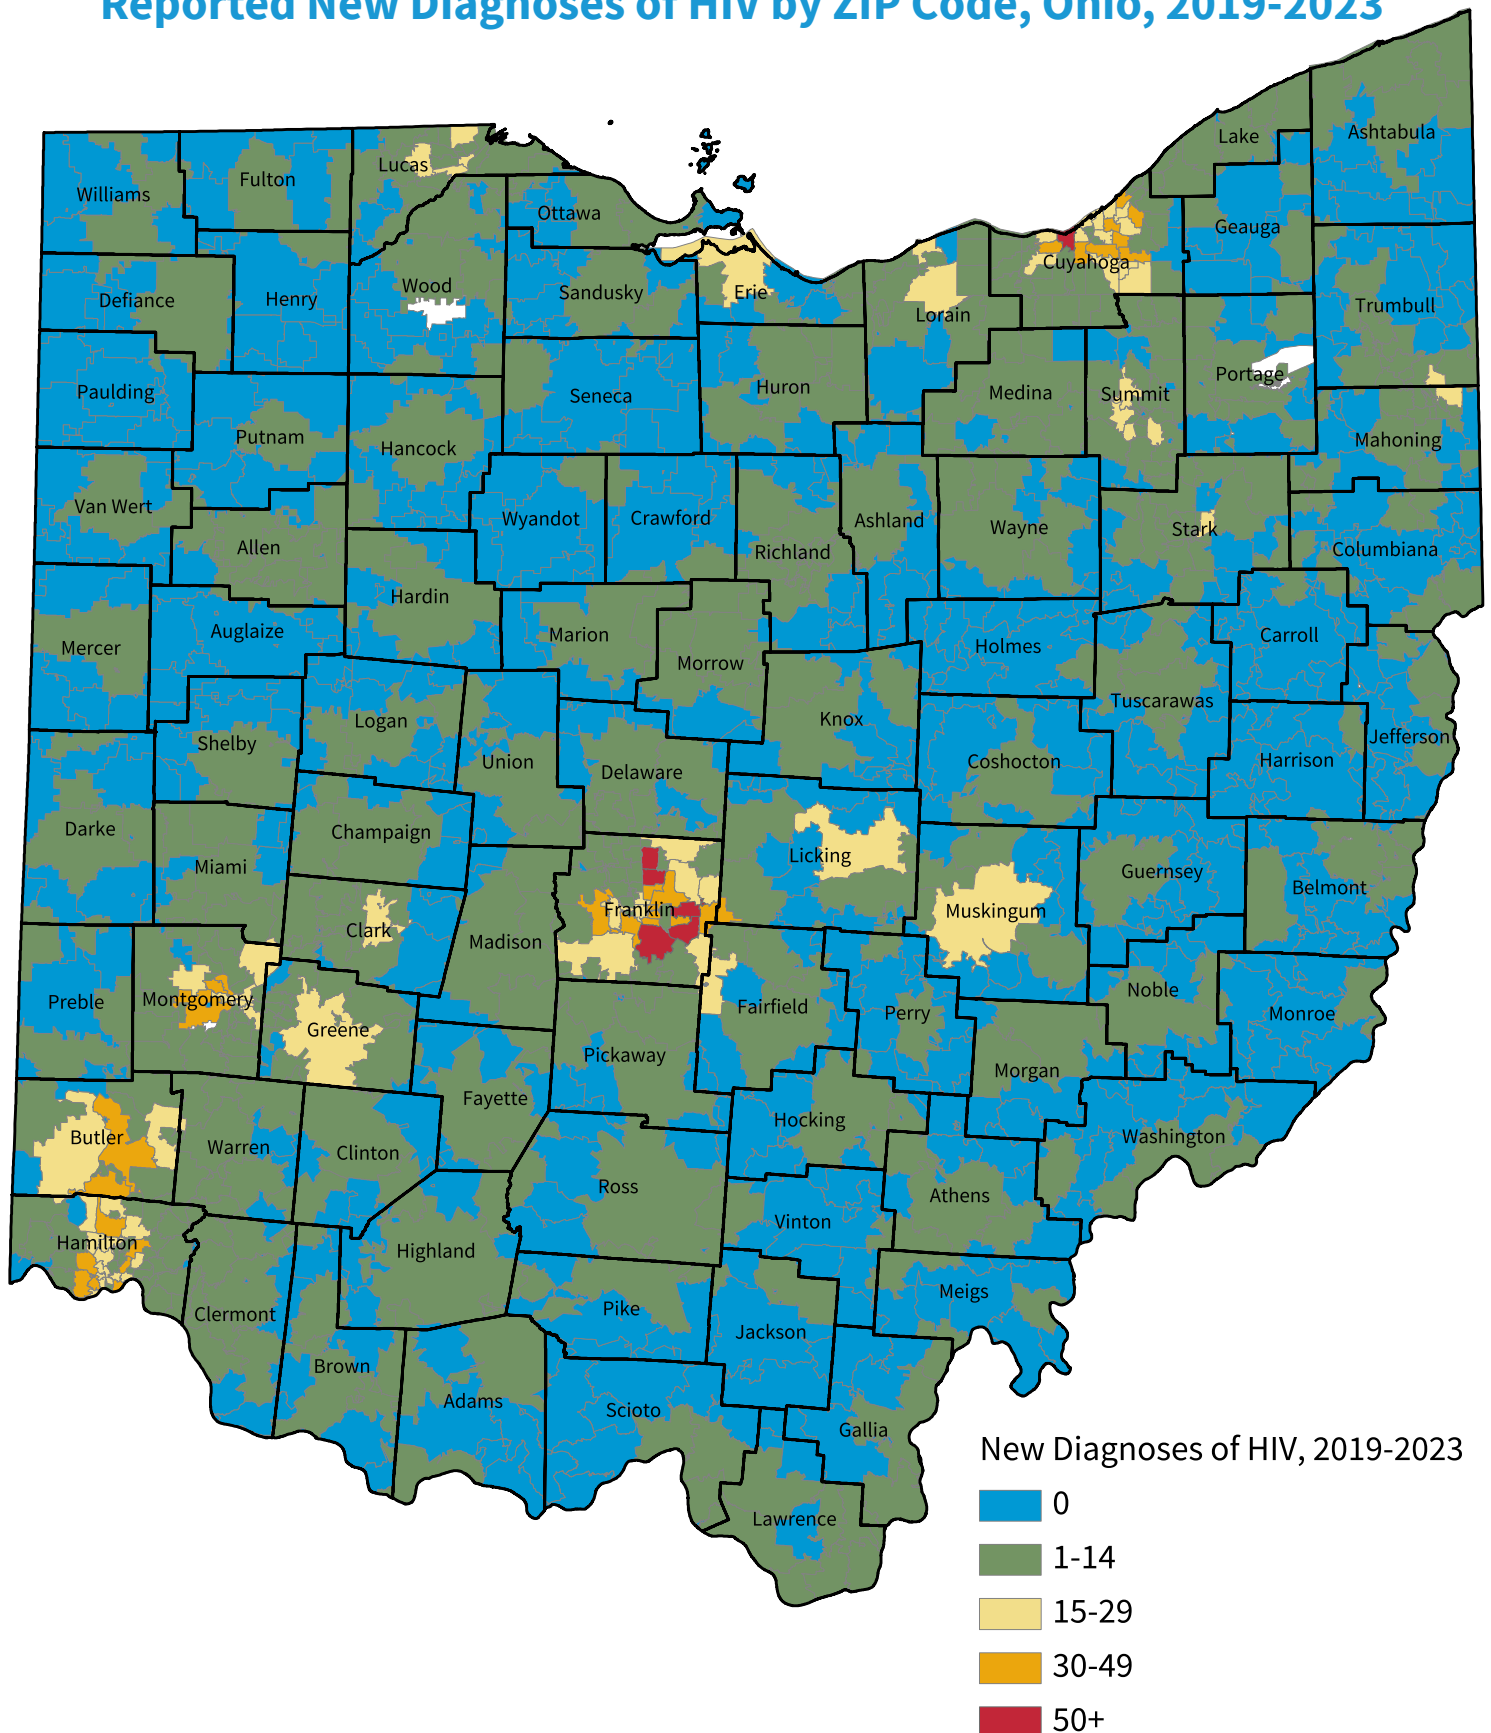 Reported New Diagnoses of HIV by ZIP Code, Ohio, 2019-2023
Lake
Ashtabula
Lucas
Williams
Fulton
Ottawa
Geauga
Cuyahoga
Wood
Defiance
Henry
Sandusky
Erie
Lorain
Trumbull
Portage
Paulding
Seneca
Huron
Medina
Summit
Putnam
Hancock
Mahoning
Van Wert
Wyandot
Crawford
Ashland
Wayne
Stark
Allen
Richland
Columbiana
Hardin
Auglaize
Marion
Carroll
Mercer
Holmes
Morrow
Tuscarawas
Logan
Knox
Jefferson
Shelby
Union
Coshocton
Harrison
Delaware
Darke
Champaign
Miami
Licking
Guernsey
Belmont
Franklin
Muskingum
Clark
Madison
Preble
Montgomery
Noble
Fairfield
Perry
Monroe
Greene
Pickaway
Morgan
Fayette
Hocking
Butler
Warren
Clinton
Washington
Ross
Athens
Vinton
Hamilton
Highland
Meigs
Clermont
Pike
Jackson
Brown
Adams
Scioto
Gallia
Lawrence
New Diagnoses of HIV, 2019-2023
0
1-14
15-29
30-49
50+